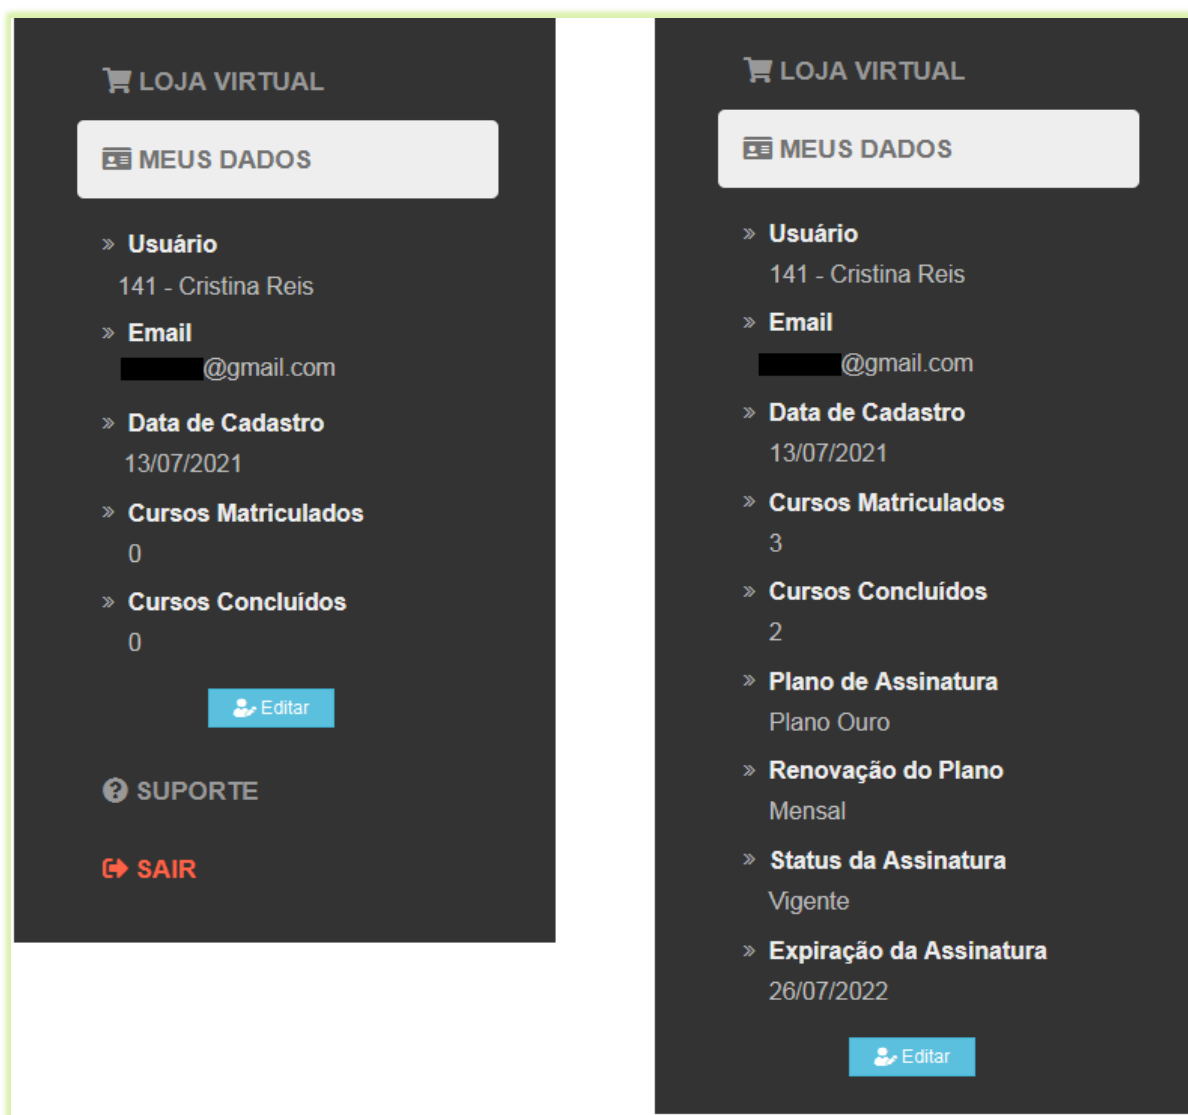 LOJA VIRTUAL
MEUS DADOS
» Usuário
141 - Cristina Reis
» Email
@gmail.com
» Data de Cadastro
13/07/2021
» Cursos Matriculados
0
» Cursos Concluídos
0
Editar
SUPORTE
SAIR
LOJA VIRTUAL
MEUS DADOS
» Usuário
141 - Cristina Reis
» Email
@gmail.com
» Data de Cadastro
13/07/2021
» Cursos Matriculados
3
» Cursos Concluídos
2
» Plano de Assinatura
Plano Ouro
» Renovação do Plano
Mensal
» Status da Assinatura
Vigente
» Expiração da Assinatura
26/07/2022
Editar